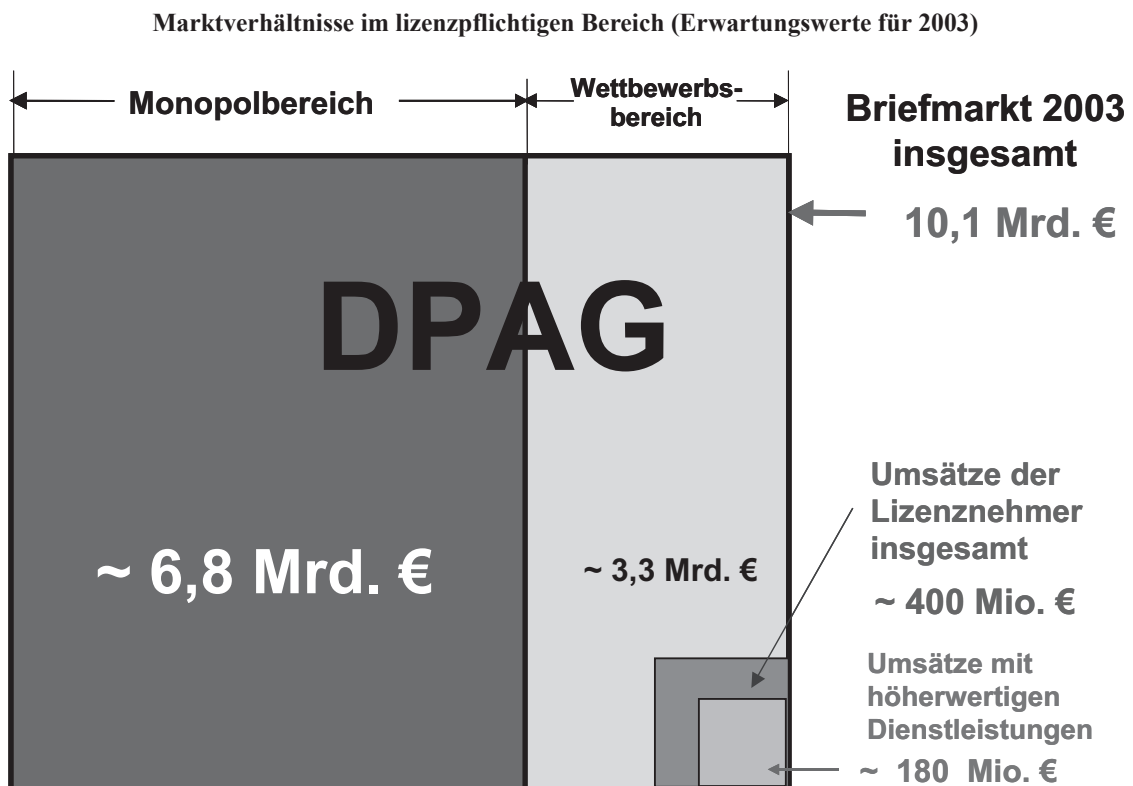 Marktverhältnisse im lizenzpflichtigen Bereich (Erwartungswerte für 2003)
Monopolbereich
Wettbewerbs-
bereich
Briefmarkt 2003
insgesamt
10,1 Mrd. €
DPAG
Umsätze der
Lizenznehmer
insgesamt
~ 6,8 Mrd. €
~ 3,3 Mrd. €
~ 400 Mio. €
Umsätze mit
höherwertigen
Dienstleistungen
~ 180 Mio. €